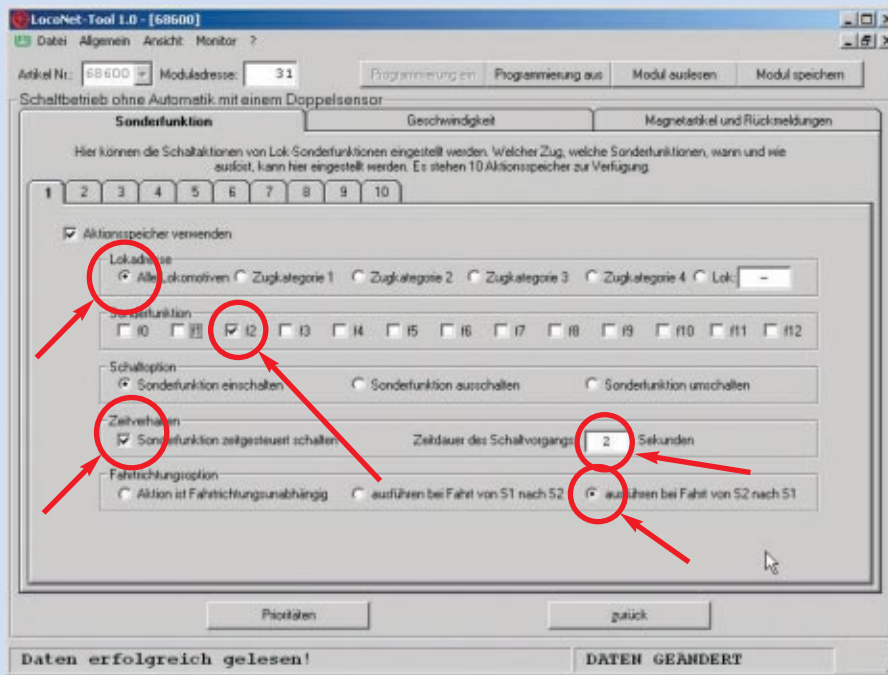 LocoNet-Tool 1.0 - [68600]
Datei Allgemein Ansicht Monitor ?
Artikel Nr.: 68600 Moduladresse: 31 Programmierung ein Programmierung aus Modul auslesen Modul speichern
Schaltbetrieb ohne Automatik mit einem Doppelsensor
Sonderfunktion Geschwindigkeit Magnetartikel und Rückmeldungen
Hier können die Schaltaktionen von Lok-Sonderfunktionen eingestellt werden. Welcher Zug, welche Sonderfunktionen, wann und wie
auslöst, kann hier eingestellt werden. Es stehen 10 Aktionsspeicher zur Verfügung.
1 2 3 4 5 6 7 8 9 10
Aktionsspeicher verwenden
Lokadresse
Alle Lokomotiven Zugkategorie 1 Zugkategorie 2 Zugkategorie 3 Zugkategorie 4 Lok: –
Sonderfunktion
f0 f1 f2 f3 f4 f5 f6 f7 f8 f9 f10 f11 f12
Schaltoption
Sonderfunktion einschalten Sonderfunktion ausschalten Sonderfunktion umschalten
Zeitverhalten
Sonderfunktion zeitgesteuert schalten Zeitdauer des Schaltvorgangs: 2 Sekunden
Fahrtrichtungsoption
Aktion ist Fahrtrichtungsunabhängig ausführen bei Fahrt von S1 nach S2 ausführen bei Fahrt von S2 nach S1
Prioritäten zurück
Daten erfolgreich gelesen! DATEN GEÄNDERT